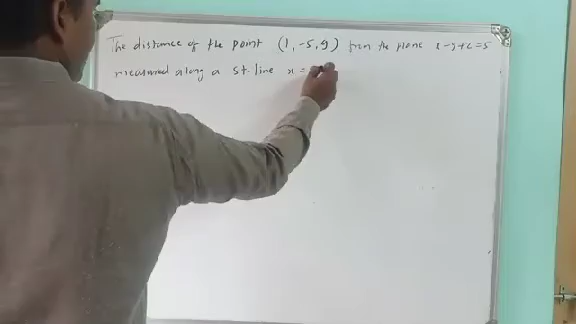 The distance of the point (1, -5, 9) from the plane x-y+z=5
measured along a st. line x =